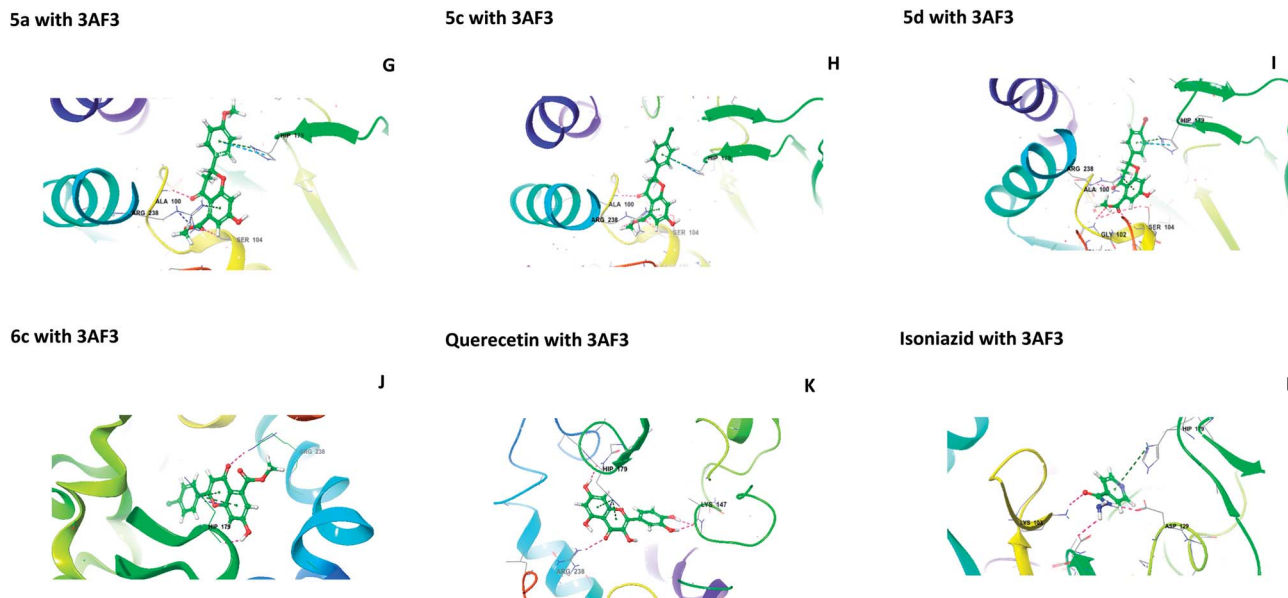 5a with 3AF3
5c with 3AF3
5d with 3AF3
G
H
I
HIP 179
ALA 100
ARG 238
SER 104
ALA 100
ARG 238
SER 104
HIP 179
ARG 238
ALA 100
GLY 102
SER 104
6c with 3AF3
Querecetin with 3AF3
Isoniazid with 3AF3
J
K
ARG 238
HIP 179
HIP 179
LYS 147
ARG 238
HIP 179
ASP 129